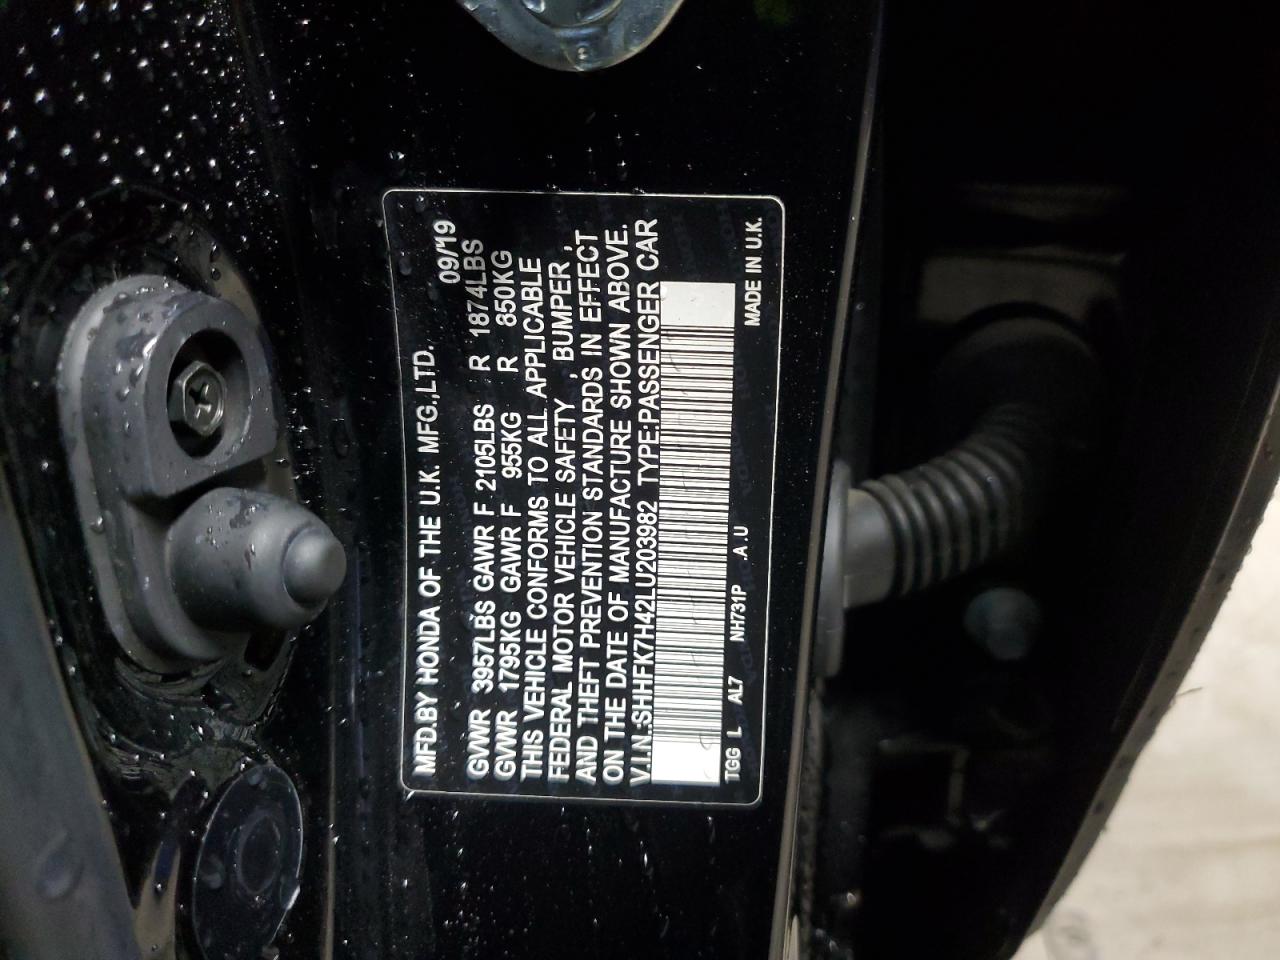 MFD.BY HONDA OF THE U.K. MFG.,LTD. 09/19
GVWR 3957LBS GAWR F 2105LBS R 1874LBS
GVWR 1795KG GAWR F 955KG R 850KG
THIS VEHICLE CONFORMS TO ALL APPLICABLE
FEDERAL MOTOR VEHICLE SAFETY , BUMPER ,
AND THEFT PREVENTION STANDARDS IN EFFECT
ON THE DATE OF MANUFACTURE SHOWN ABOVE.
V.I.N.:SHHFK7H42LU203982 TYPE:PASSENGER CAR
TGG L AL7 NH731P .A .U MADE IN U.K.